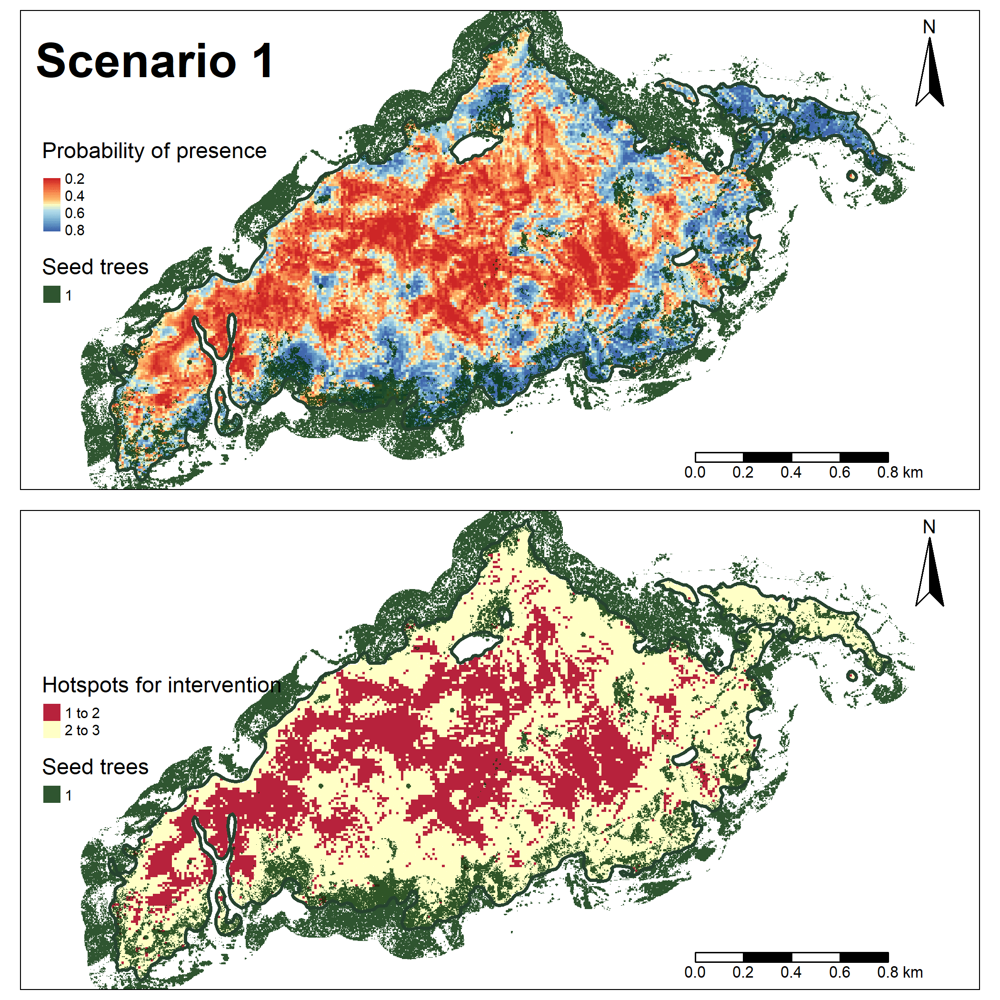 Scenario 1
N
Probability of presence
0.2
0.4
0.6
0.8
Seed trees
1
0.0 0.2 0.4 0.6 0.8 km
N
Hotspots for intervention
1 to 2
2 to 3
Seed trees
1
0.0 0.2 0.4 0.6 0.8 km